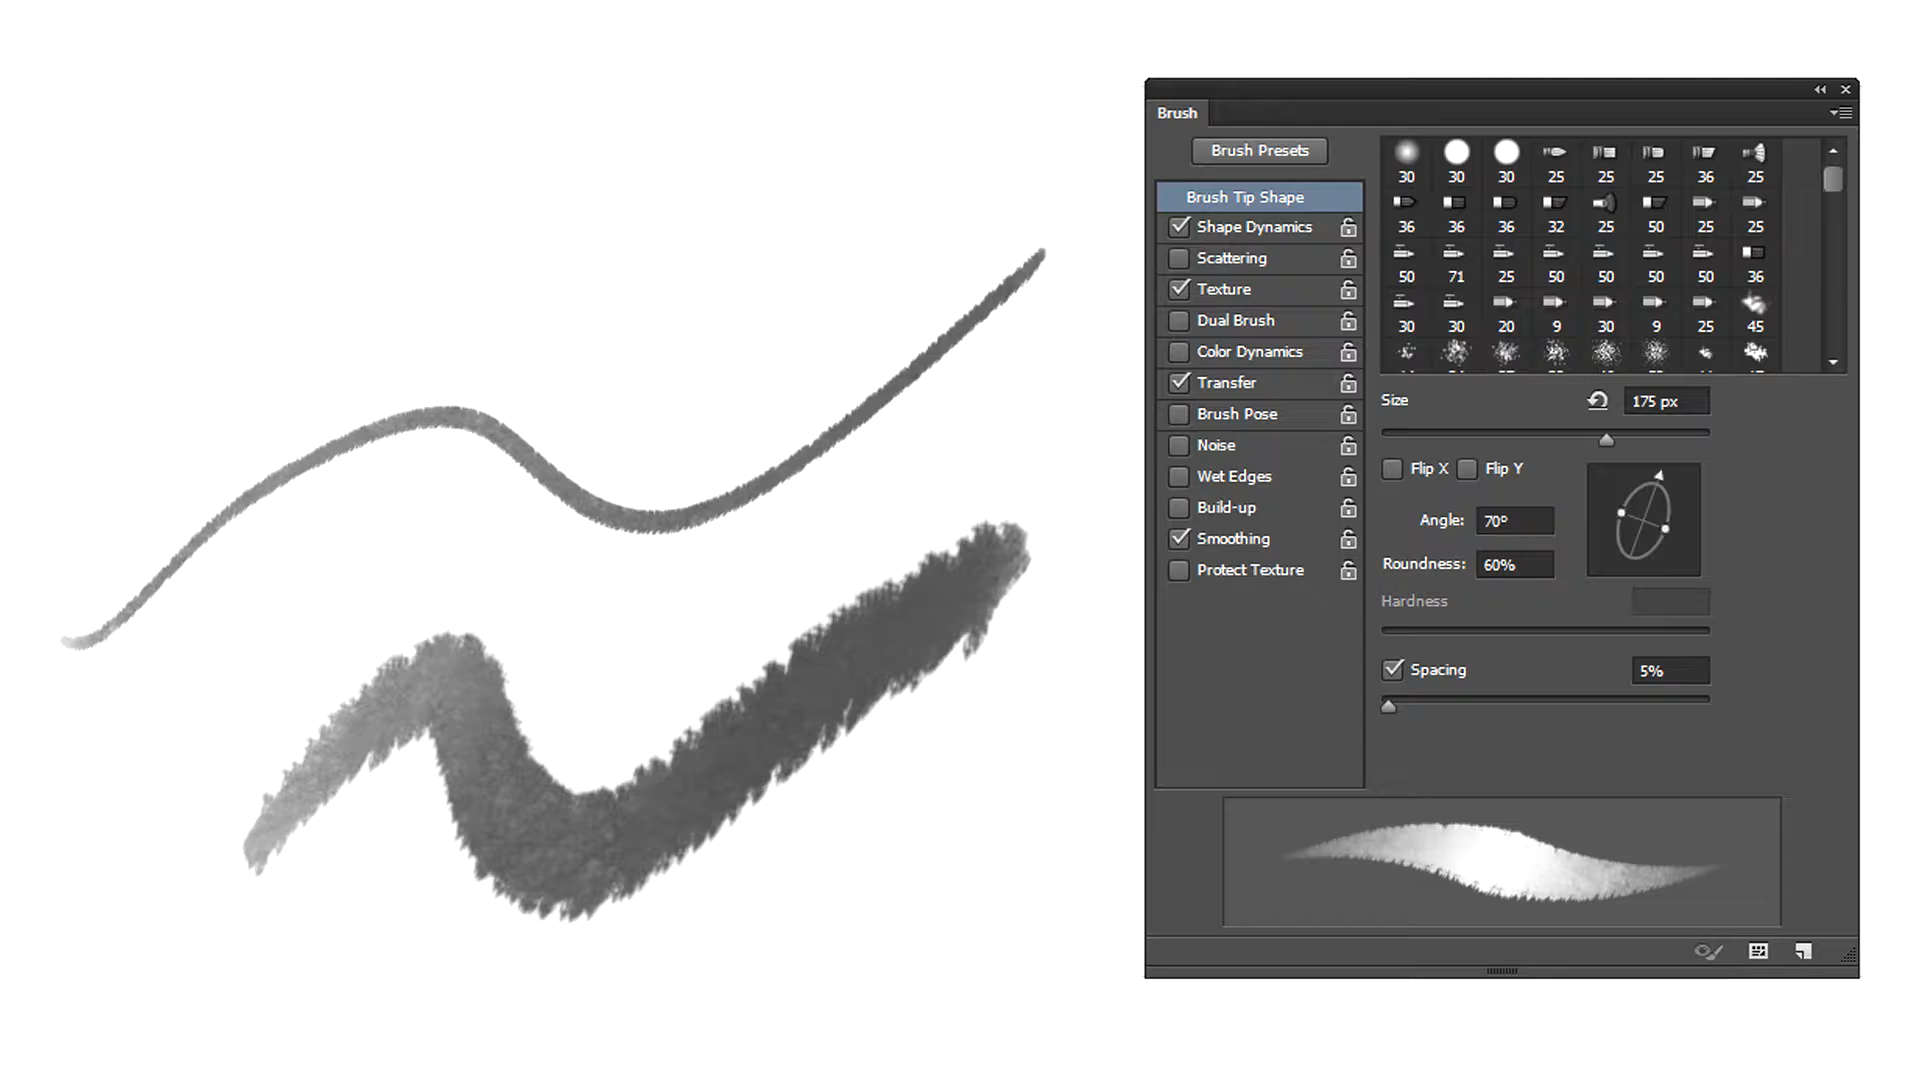 Brush
Brush Presets
Brush Tip Shape
Shape Dynamics
Scattering
Texture
Dual Brush
Color Dynamics
Transfer
Brush Pose
Noise
Wet Edges
Build-up
Smoothing
Protect Texture
30 30 30 25 25 25 36 25
36 36 36 32 25 50 25 25
50 71 25 50 50 50 50 36
30 30 20 9 30 9 25 45
Size 175 px
Flip X Flip Y
Angle: 70º
Roundness: 60%
Hardness
Spacing 5%